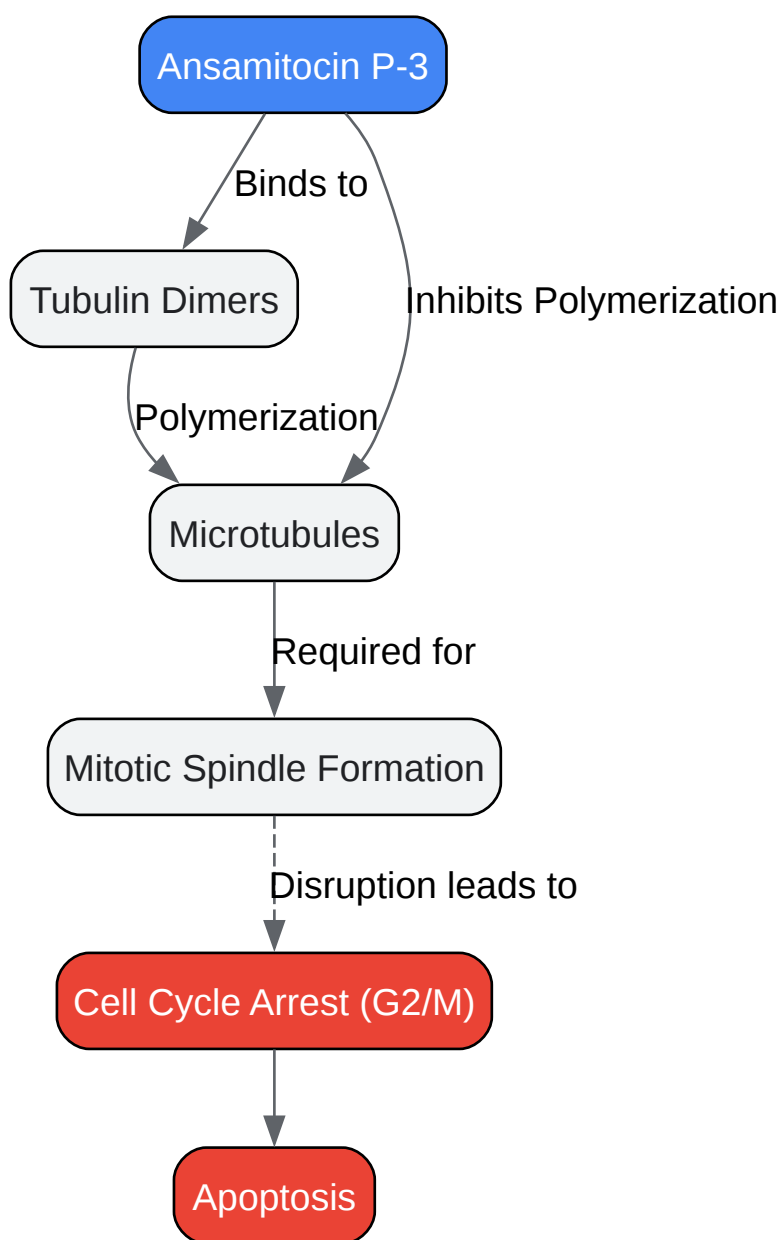 Ansamitocin P-3
Binds to
Tubulin Dimers
Inhibits Polymerization
Polymerization
Microtubules
Required for
Mitotic Spindle Formation
Disruption leads to
Cell Cycle Arrest (G2/M)
Apoptosis